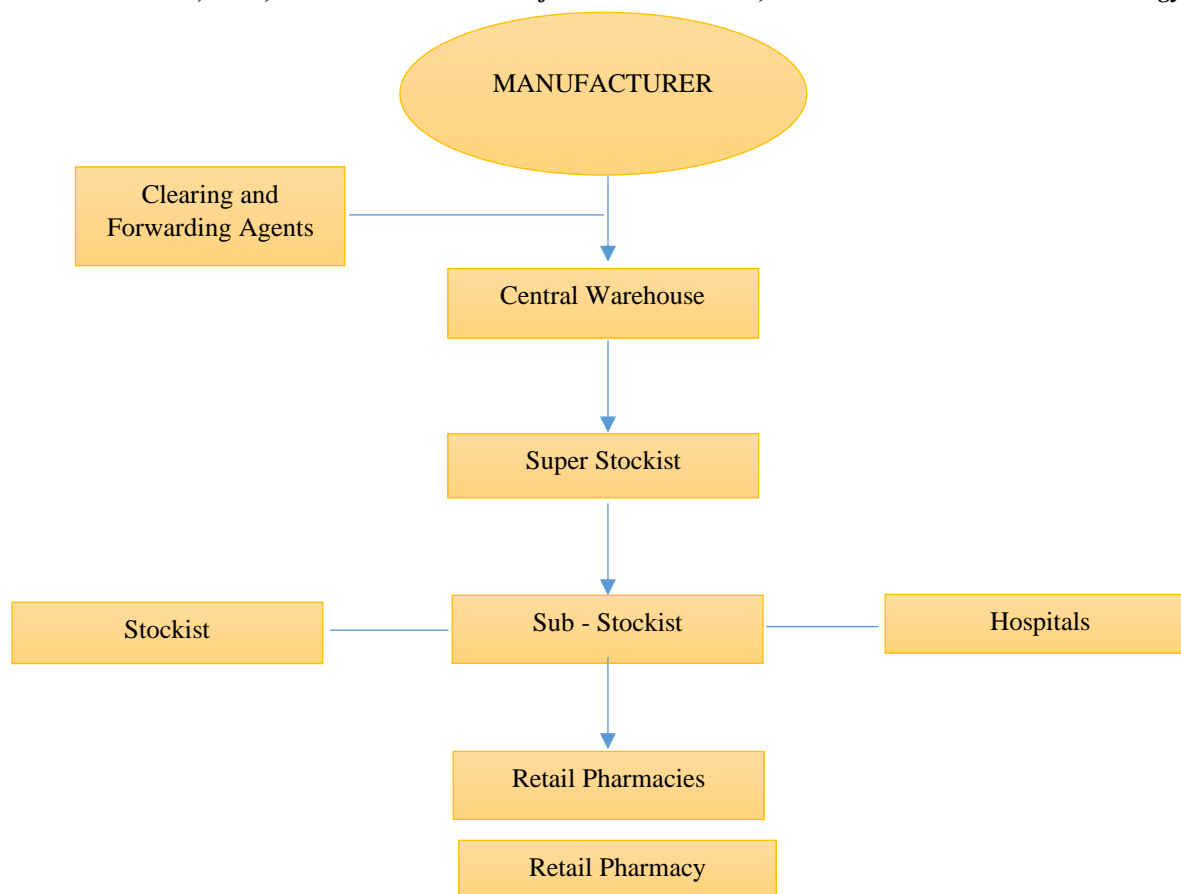 MANUFACTURER
Clearing and
Forwarding Agents
Central Warehouse
Super Stockist
Stockist
Sub - Stockist
Hospitals
Retail Pharmacies
Retail Pharmacy